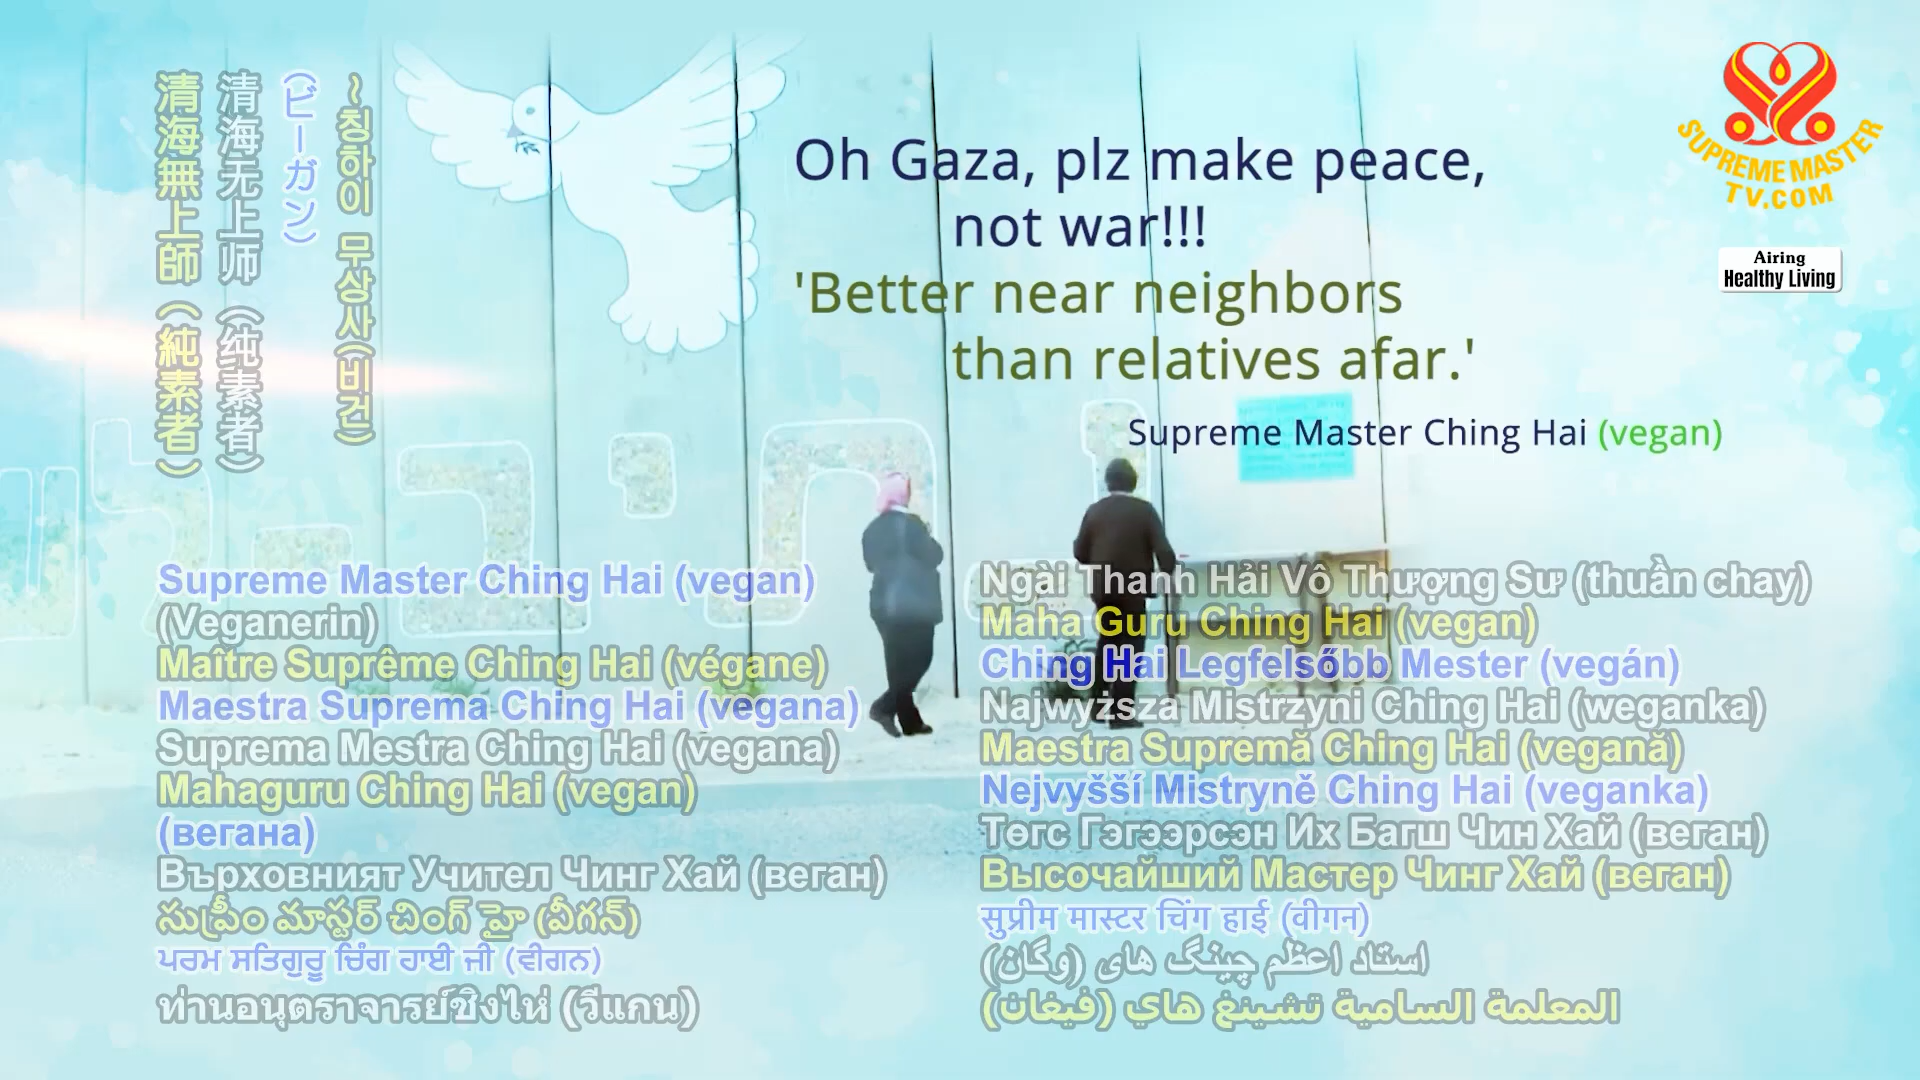 Oh Gaza, plz make peace,
not war!!!
'Better near neighbors
than relatives afar.'
Supreme Master Ching Hai (vegan)
SUPREME MASTER
TV.COM
Airing
Healthy Living
清海無上師（純素者）
清海无上师（纯素者）
（ビーガン）
~칭하이 무상사(비건)
Supreme Master Ching Hai (vegan)
(Veganerin)
Maître Suprême Ching Hai (végane)
Maestra Suprema Ching Hai (vegana)
Suprema Mestra Ching Hai (vegana)
Mahaguru Ching Hai (vegan)
(вегана)
Върховният Учител Чинг Хай (веган)
సుప్రీం మాస్టర్ చింగ్ హై (వీగన్)
ਪਰਮ ਸਤਿਗੁਰੂ ਚਿੰਗ ਹਾਈ ਜੀ (ਵੀਗਨ)
ท่านอนุตราจารย์ชิงไห่ (วีแกน)
Ngài Thanh Hải Vô Thượng Sư (thuần chay)
Maha Guru Ching Hai (vegan)
Ching Hai Legfelsőbb Mester (vegán)
Najwyższa Mistrzyni Ching Hai (weganka)
Maestra Supremă Ching Hai (vegană)
Nejvyšší Mistryně Ching Hai (veganka)
Төгс Гэгээрсэн Их Багш Чин Хай (веган)
Высочайший Мастер Чинг Хай (веган)
सुप्रीम मास्टर चिंग हाई (वीगन)
استاد اعظم چینگ های (وگان)
المعلمة السامية تشينغ هاي (فيغان)